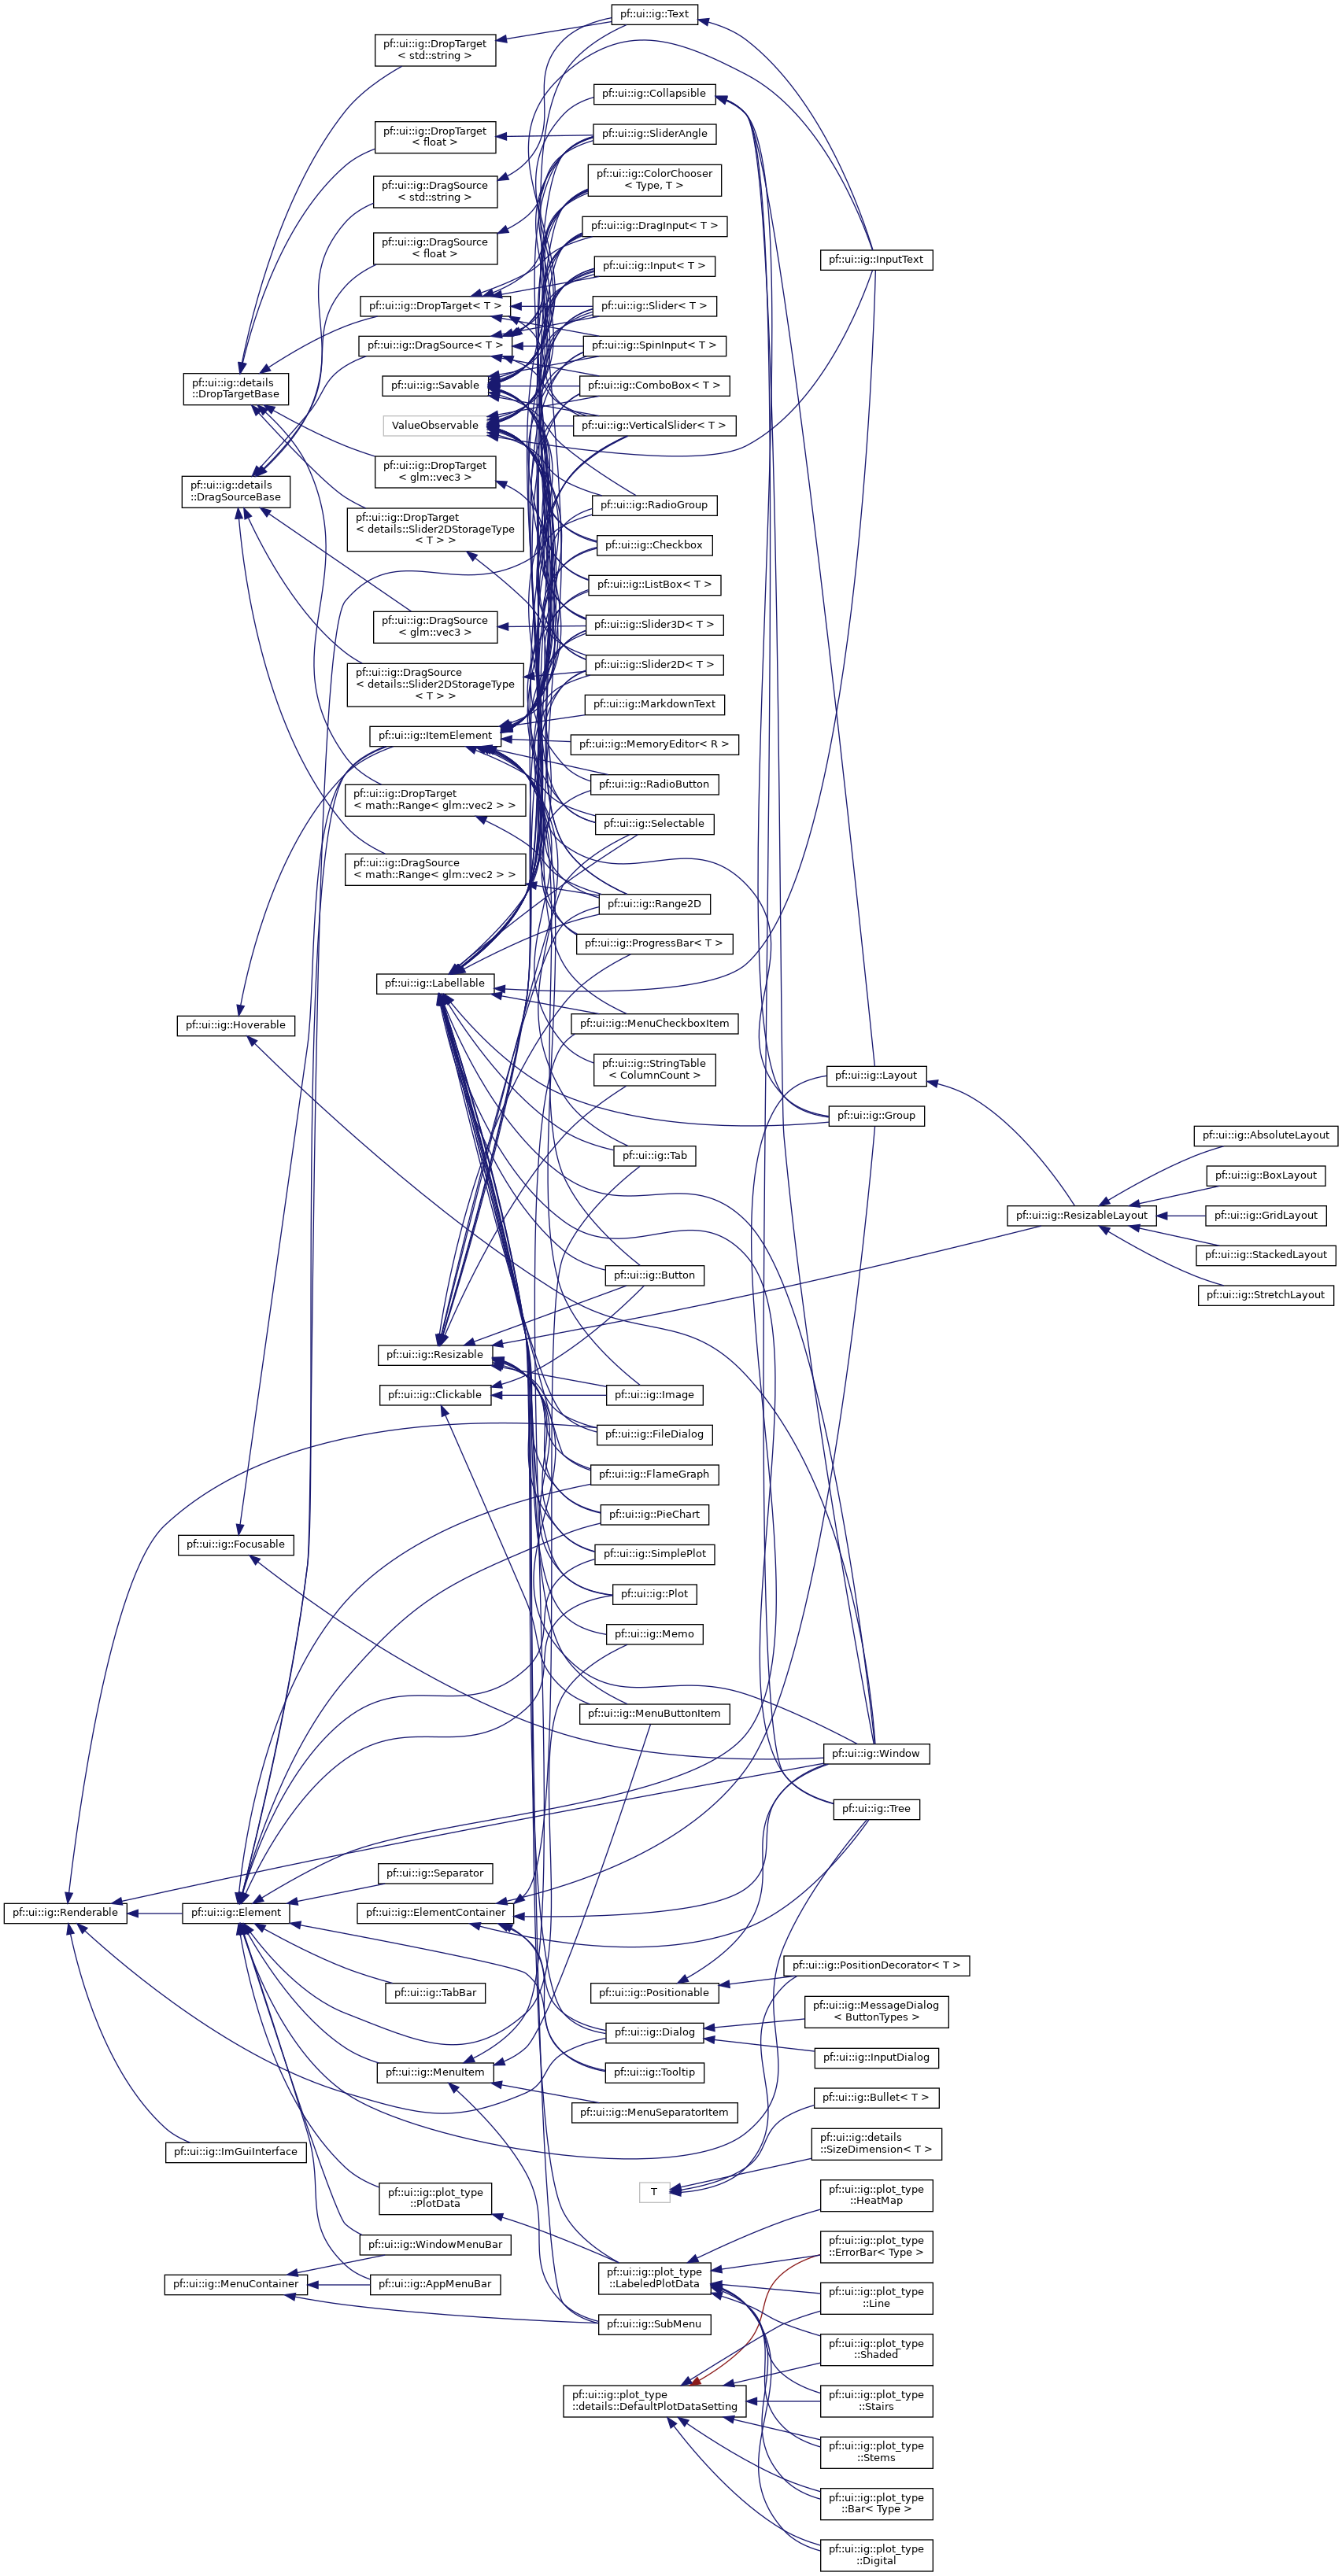 pf::ui::ig::Text
pf::ui::ig::DropTarget
< std::string >
pf::ui::ig::Collapsible
pf::ui::ig::DropTarget
< float >
pf::ui::ig::SliderAngle
pf::ui::ig::ColorChooser
< Type, T >
pf::ui::ig::DragSource
< std::string >
pf::ui::ig::DragInput< T >
pf::ui::ig::DragSource
< float >
pf::ui::ig::InputText
pf::ui::ig::Input< T >
pf::ui::ig::DropTarget< T >
pf::ui::ig::Slider< T >
pf::ui::ig::DragSource< T >
pf::ui::ig::SpinInput< T >
pf::ui::ig::details
::DropTargetBase
pf::ui::ig::Savable
pf::ui::ig::ComboBox< T >
ValueObservable
pf::ui::ig::VerticalSlider< T >
pf::ui::ig::DropTarget
< glm::vec3 >
pf::ui::ig::details
::DragSourceBase
pf::ui::ig::RadioGroup
pf::ui::ig::DropTarget
< details::Slider2DStorageType
< T > >
pf::ui::ig::Checkbox
pf::ui::ig::ListBox< T >
pf::ui::ig::DragSource
< glm::vec3 >
pf::ui::ig::Slider3D< T >
pf::ui::ig::Slider2D< T >
pf::ui::ig::DragSource
< details::Slider2DStorageType
< T > >
pf::ui::ig::MarkdownText
pf::ui::ig::ItemElement
pf::ui::ig::MemoryEditor< R >
pf::ui::ig::RadioButton
pf::ui::ig::DropTarget
< math::Range< glm::vec2 > >
pf::ui::ig::Selectable
pf::ui::ig::DragSource
< math::Range< glm::vec2 > >
pf::ui::ig::Range2D
pf::ui::ig::ProgressBar< T >
pf::ui::ig::Labellable
pf::ui::ig::Hoverable
pf::ui::ig::MenuCheckboxItem
pf::ui::ig::StringTable
< ColumnCount >
pf::ui::ig::Layout
pf::ui::ig::Group
pf::ui::ig::AbsoluteLayout
pf::ui::ig::Tab
pf::ui::ig::BoxLayout
pf::ui::ig::ResizableLayout
pf::ui::ig::GridLayout
pf::ui::ig::StackedLayout
pf::ui::ig::Button
pf::ui::ig::StretchLayout
pf::ui::ig::Resizable
pf::ui::ig::Clickable
pf::ui::ig::Image
pf::ui::ig::FileDialog
pf::ui::ig::FlameGraph
pf::ui::ig::PieChart
pf::ui::ig::Focusable
pf::ui::ig::SimplePlot
pf::ui::ig::Plot
pf::ui::ig::Memo
pf::ui::ig::MenuButtonItem
pf::ui::ig::Window
pf::ui::ig::Tree
pf::ui::ig::Separator
pf::ui::ig::Renderable
pf::ui::ig::Element
pf::ui::ig::ElementContainer
pf::ui::ig::PositionDecorator< T >
pf::ui::ig::TabBar
pf::ui::ig::Positionable
pf::ui::ig::MessageDialog
< ButtonTypes >
pf::ui::ig::Dialog
pf::ui::ig::InputDialog
pf::ui::ig::MenuItem
pf::ui::ig::Tooltip
pf::ui::ig::Bullet< T >
pf::ui::ig::MenuSeparatorItem
pf::ui::ig::details
::SizeDimension< T >
pf::ui::ig::ImGuiInterface
T
pf::ui::ig::plot_type
::PlotData
pf::ui::ig::plot_type
::HeatMap
pf::ui::ig::WindowMenuBar
pf::ui::ig::plot_type
::ErrorBar< Type >
pf::ui::ig::plot_type
::LabeledPlotData
pf::ui::ig::MenuContainer
pf::ui::ig::AppMenuBar
pf::ui::ig::plot_type
::Line
pf::ui::ig::SubMenu
pf::ui::ig::plot_type
::Shaded
pf::ui::ig::plot_type
::details::DefaultPlotDataSetting
pf::ui::ig::plot_type
::Stairs
pf::ui::ig::plot_type
::Stems
pf::ui::ig::plot_type
::Bar< Type >
pf::ui::ig::plot_type
::Digital